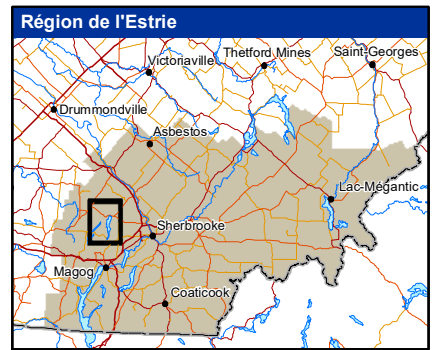 Région de l'Estrie
Thetford Mines
Saint-Georges
Victoriaville
Drummondville
Asbestos
Lac-Mégantic
Sherbrooke
Magog
Coaticook